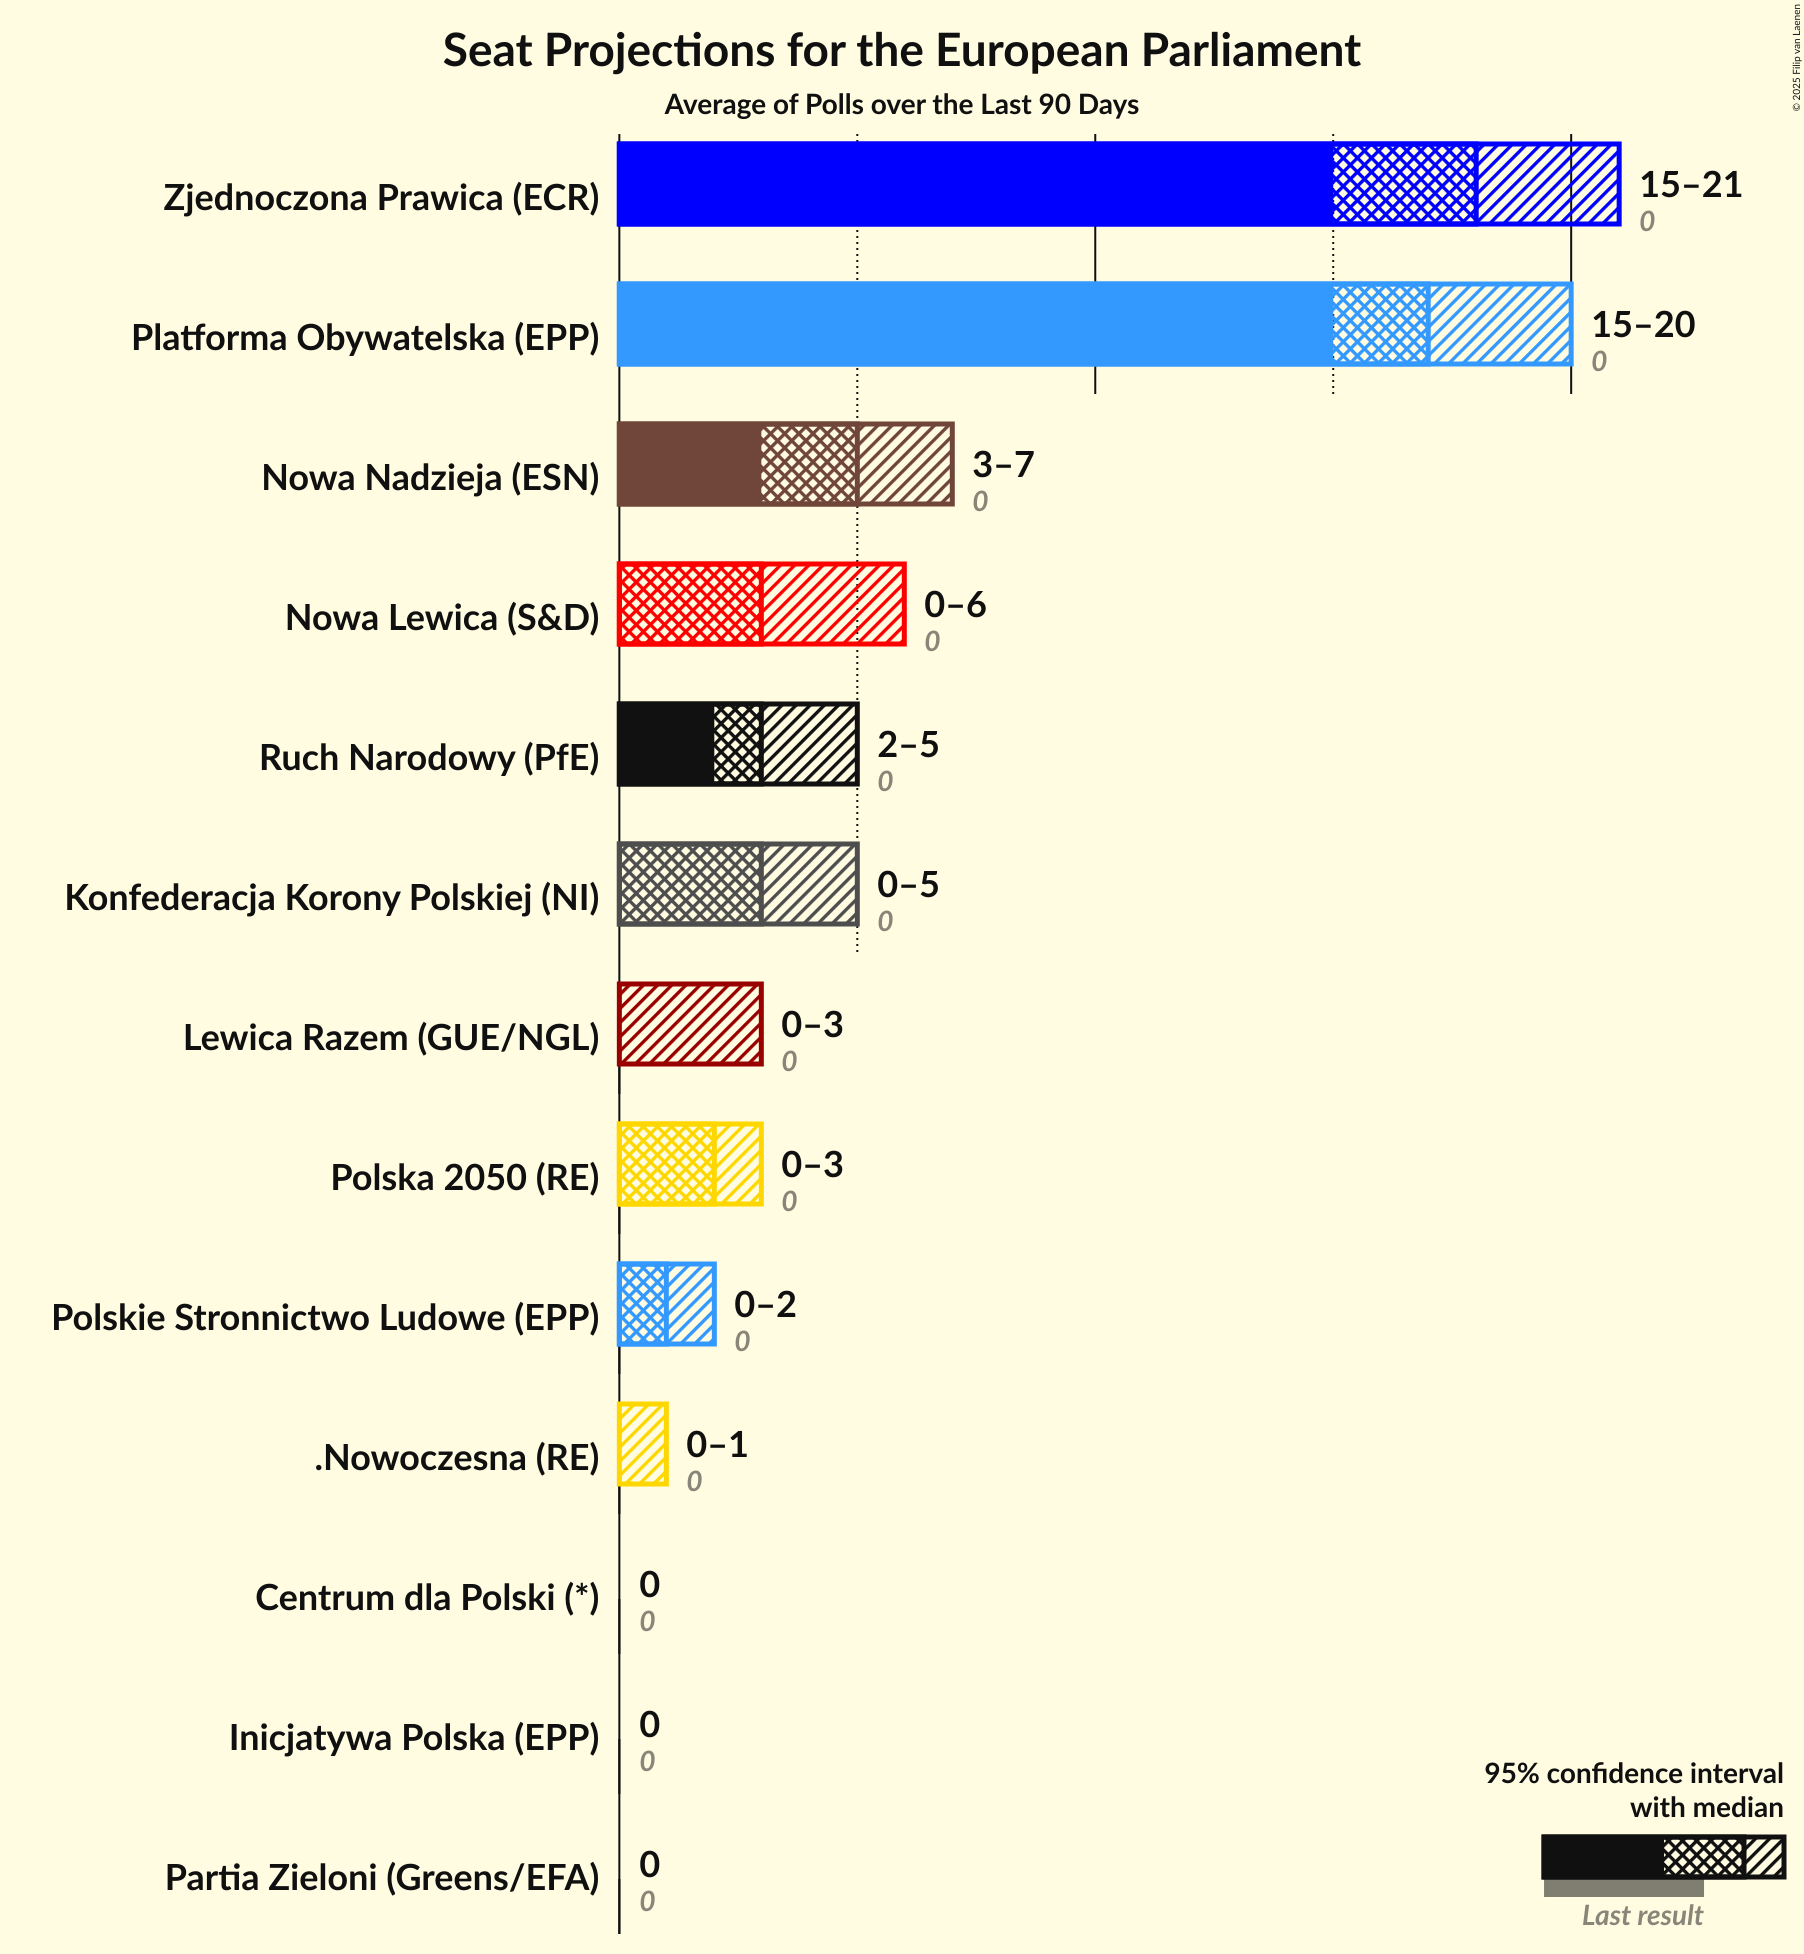 Seat Projections for the European Parliament
Average of Polls over the Last 90 Days
© 2025 Filip van Laenen
Zjednoczona Prawica (ECR)
15–21
0
Platforma Obywatelska (EPP)
15–20
0
Nowa Nadzieja (ESN)
3–7
0
Nowa Lewica (S&D)
0–6
0
Ruch Narodowy (PfE)
2–5
0
Konfederacja Korony Polskiej (NI)
0–5
0
Lewica Razem (GUE/NGL)
0–3
0
Polska 2050 (RE)
0–3
0
Polskie Stronnictwo Ludowe (EPP)
0–2
0
.Nowoczesna (RE)
0–1
0
Centrum dla Polski (*)
0
0
Inicjatywa Polska (EPP)
0
0
Partia Zieloni (Greens/EFA)
0
0
95% confidence interval
with median
Last result